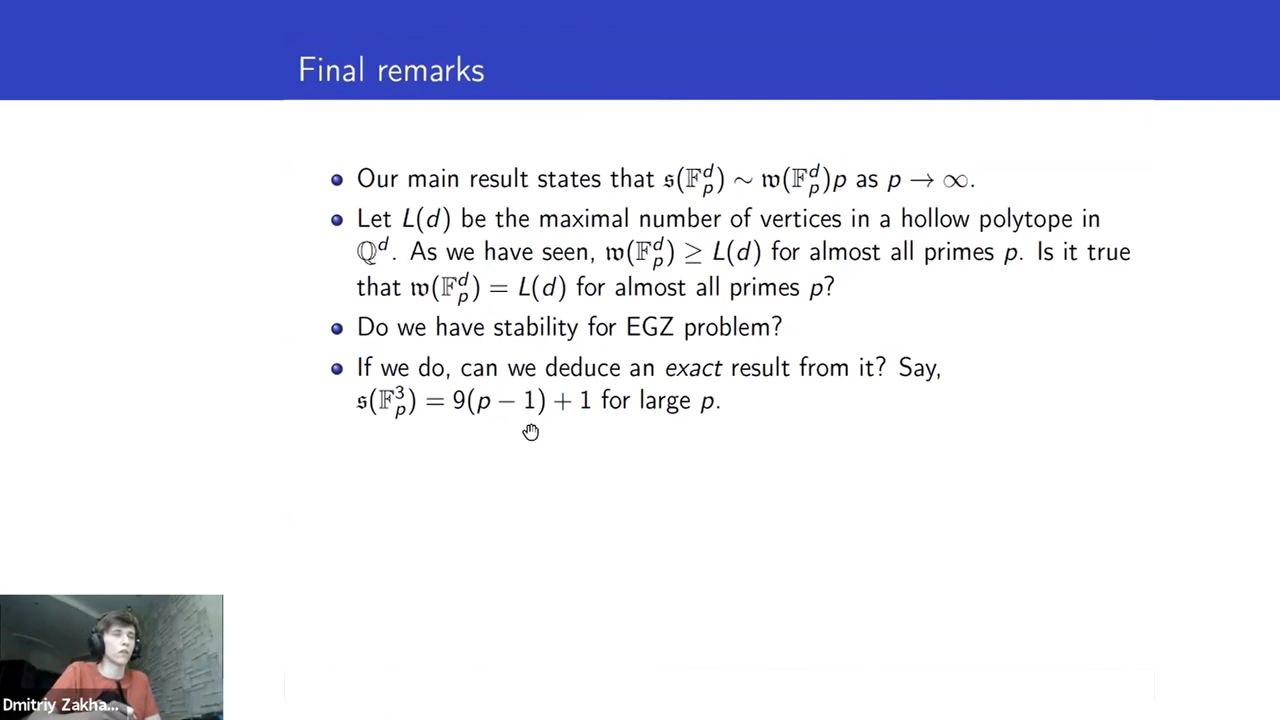 Final remarks
Our main result states that 𝔰(𝔽_p^d) ∼ 𝔴(𝔽_p^d)p as p → ∞.
Let L(d) be the maximal number of vertices in a hollow polytope in
ℚ^d. As we have seen, 𝔴(𝔽_p^d) ≥ L(d) for almost all primes p. Is it true
that 𝔴(𝔽_p^d) = L(d) for almost all primes p?
Do we have stability for EGZ problem?
If we do, can we deduce an exact result from it? Say,
𝔰(𝔽_p^3) = 9(p − 1) + 1 for large p.
Dmitriy Zakha...